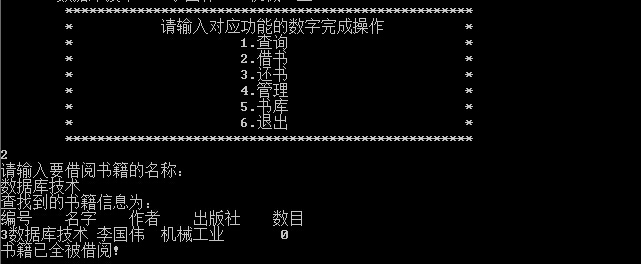 ******************************************
* 请输入对应功能的数字完成操作 *
* 1.查询 *
* 2.借书 *
* 3.还书 *
* 4.管理 *
* 5.书库 *
* 6.退出 *
******************************************
2
请输入要借阅书籍的名称:
数据库技术
查找到的书籍信息为:
编号 名字 作者 出版社 数目
3数据库技术 李国伟 机械工业 0
书籍已全被借阅!